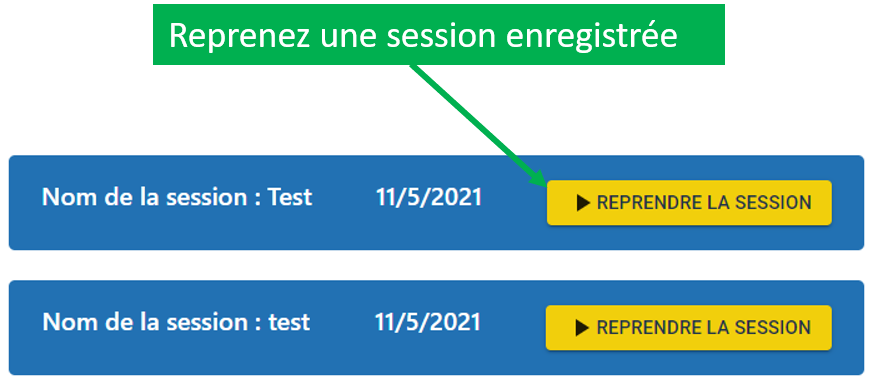 Reprenez une session enregistrée
Nom de la session : Test 11/5/2021 REPRENDRE LA SESSION
Nom de la session : test 11/5/2021 REPRENDRE LA SESSION